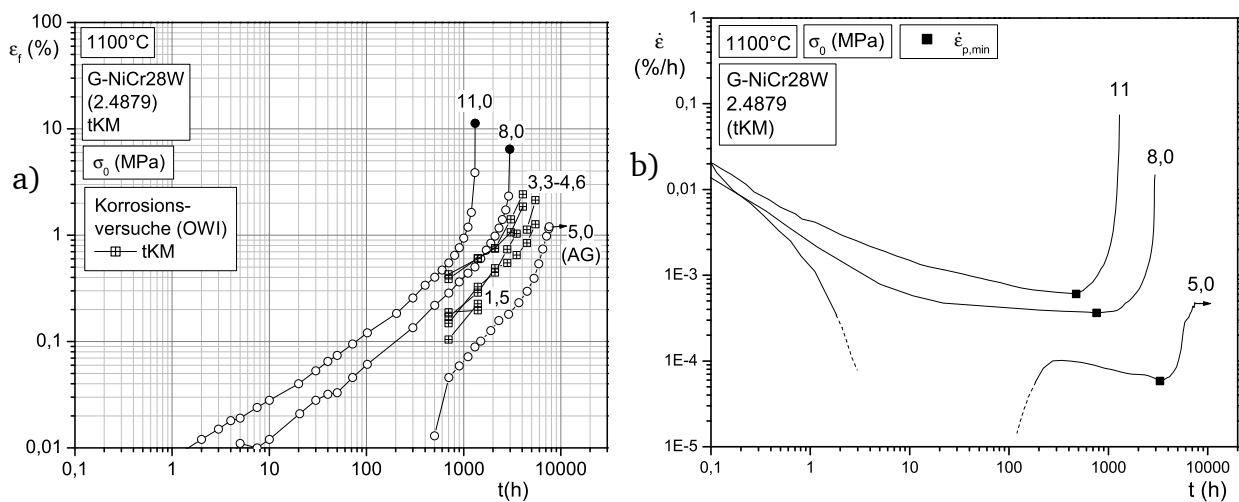 a)
ε_f (%)
100
10
1
0,1
0,01
1100°C
G-NiCr28W
(2.4879)
tKM
σ₀ (MPa)
Korrosions-
versuche (OWI)
tKM
11,0
8,0
3,3-4,6
5,0
(AG)
1,5
0,1 1 10 100 1000 10000
t(h)
b)
ε̇
(%/h)
1
0,1
0,01
1E-3
1E-4
1E-5
1100°C σ₀ (MPa) ε̇_p,min
G-NiCr28W
2.4879
(tKM)
11
8,0
5,0
0,1 1 10 100 1000 10000
t (h)